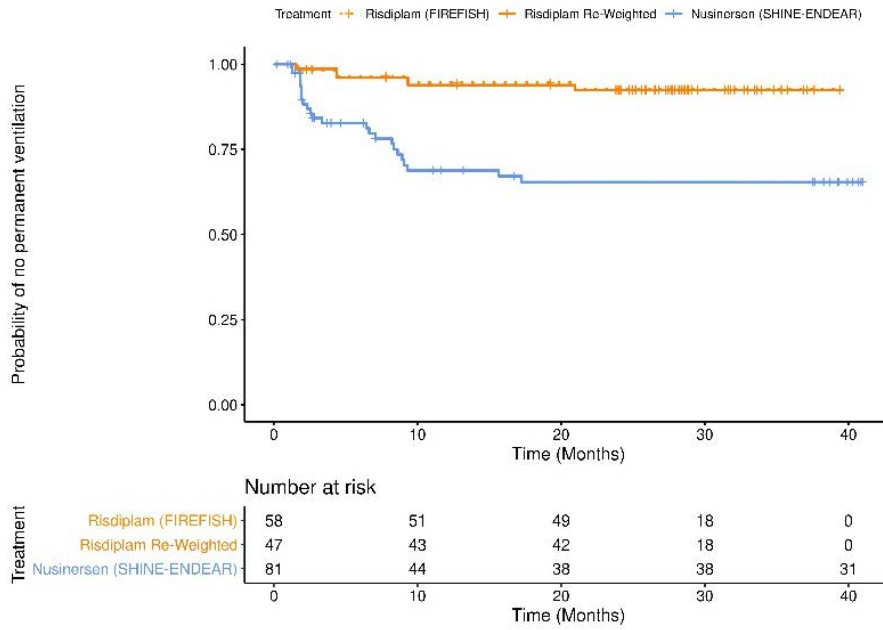 Treatment Risdiplam (FIREFISH) Risdiplam Re-Weighted Nusinersen (SHINE-ENDEAR)
Probability of no permanent ventilation
1.00
0.75
0.50
0.25
0.00
0 10 20 30 40
Time (Months)
Number at risk
Treatment
Risdiplam (FIREFISH) 58 51 49 18 0
Risdiplam Re-Weighted 47 43 42 18 0
Nusinersen (SHINE-ENDEAR) 81 44 38 38 31
0 10 20 30 40
Time (Months)